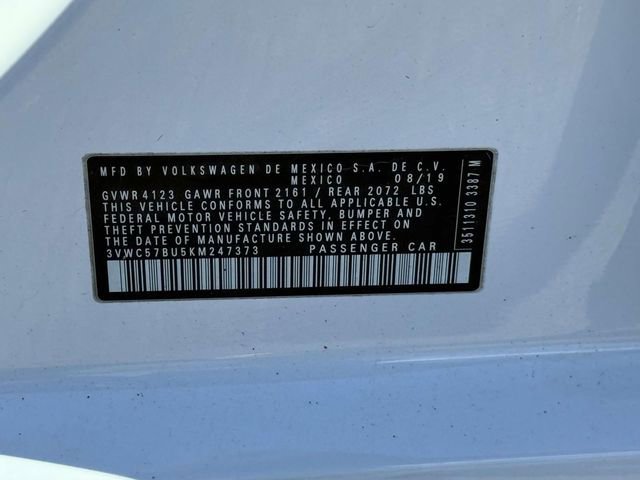 MFD BY VOLKSWAGEN DE MEXICO S.A. DE C.V.
MEXICO 08/19
GVWR 4123 GAWR FRONT 2161 / REAR 2072 LBS
THIS VEHICLE CONFORMS TO ALL APPLICABLE U.S.
FEDERAL MOTOR VEHICLE SAFETY, BUMPER AND
THEFT PREVENTION STANDARDS IN EFFECT ON
THE DATE OF MANUFACTURE SHOWN ABOVE.
3VWC57BU5KM247373 PASSENGER CAR
3511310 3387 M